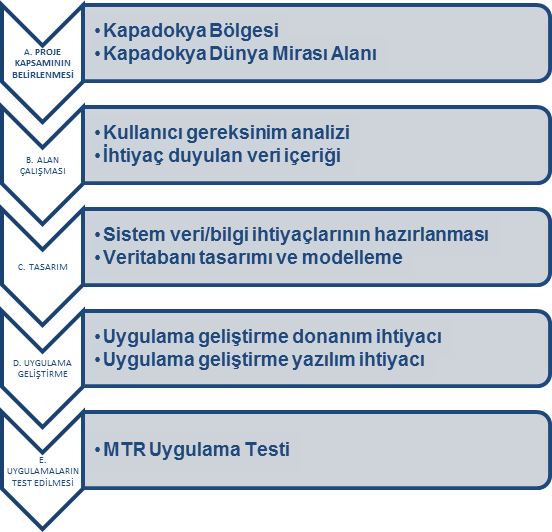 A. PROJE
KAPSAMININ
BELİRLENMESİ
• Kapadokya Bölgesi
• Kapadokya Dünya Mirası Alanı
B. ALAN
ÇALIŞMASI
• Kullanıcı gereksinim analizi
• İhtiyaç duyulan veri içeriği
C. TASARIM
• Sistem veri/bilgi ihtiyaçlarının hazırlanması
• Veritabanı tasarımı ve modelleme
D. UYGULAMA
GELİŞTİRME
• Uygulama geliştirme donanım ihtiyacı
• Uygulama geliştirme yazılım ihtiyacı
E.
UYGULAMALARIN
TEST EDİLMESİ
• MTR Uygulama Testi